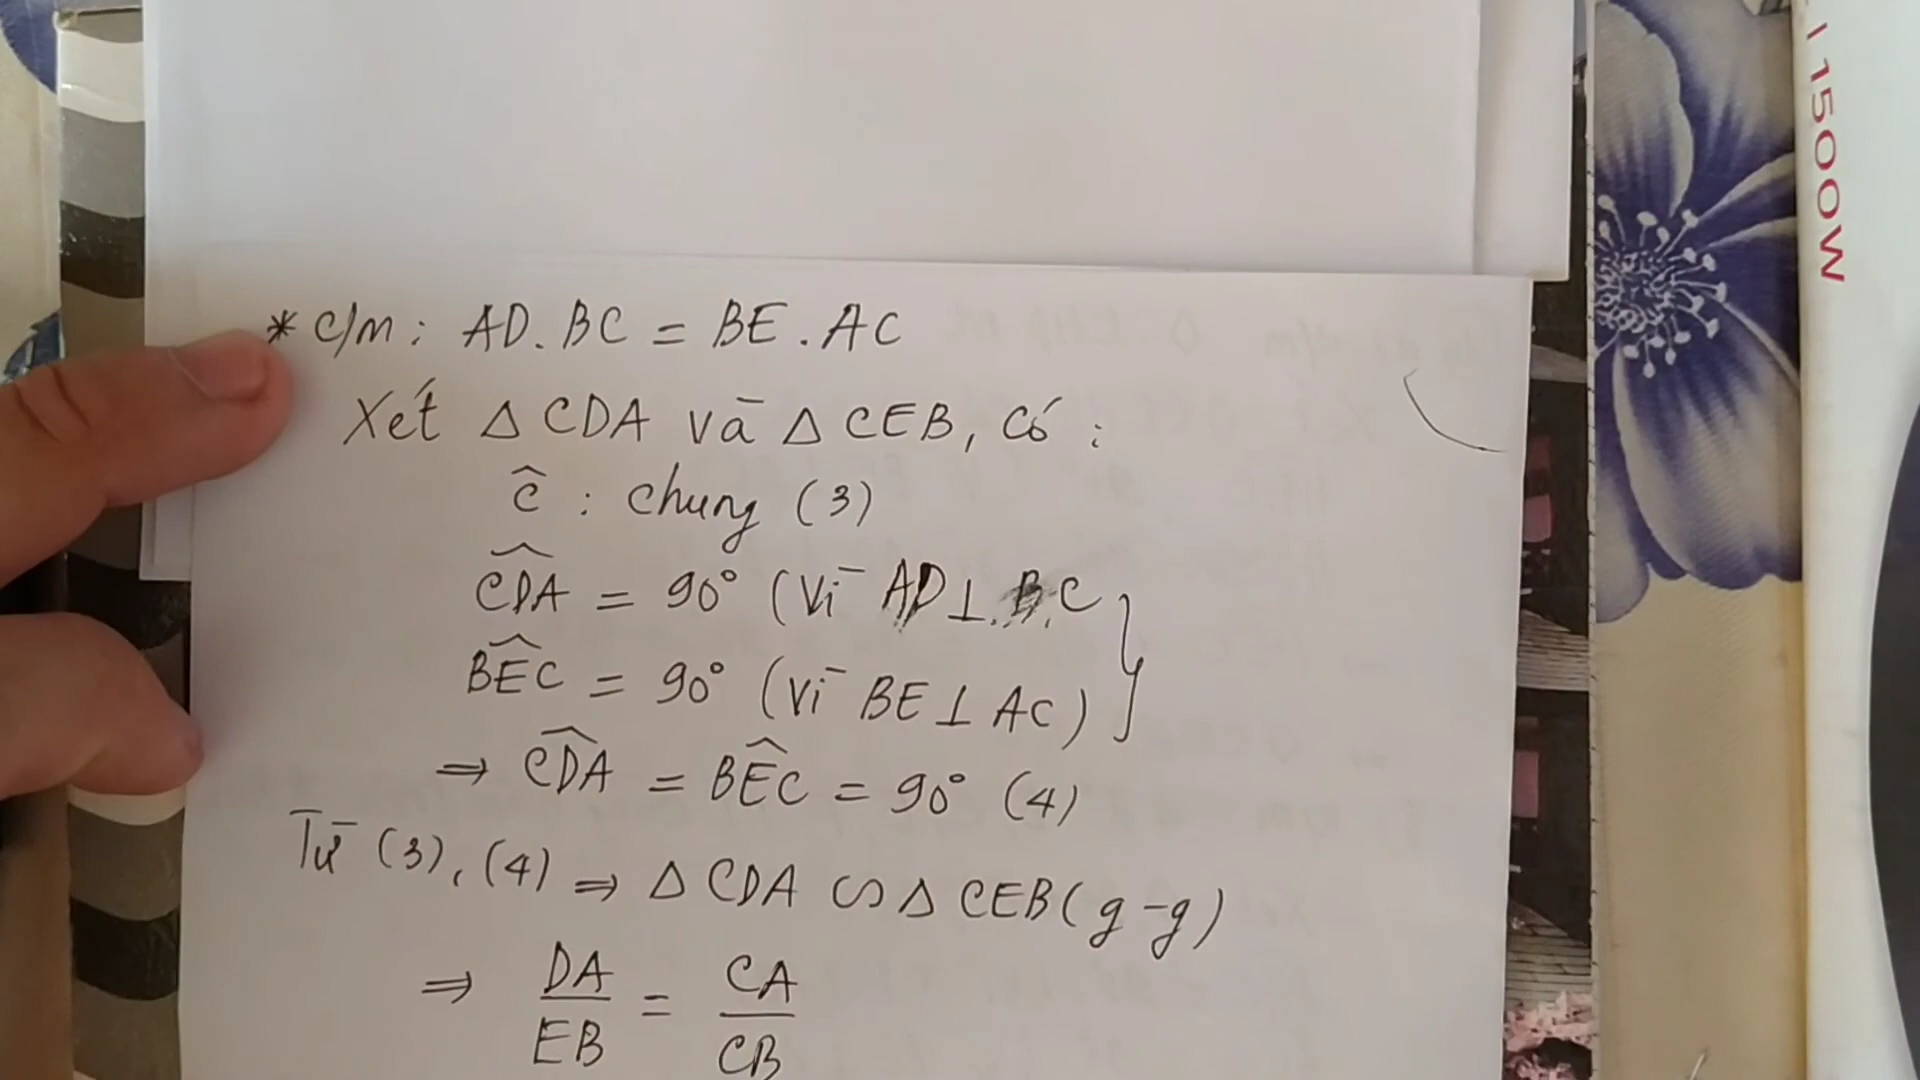 * c/m : AD.BC = BE.AC
Xét Δ CDA và Δ CEB, có :
Ĉ : chung (3)
CDA = 90° (Vì AD ⊥ BC
BEC = 90° (Vì BE ⊥ AC) }
⇒ CDA = BEC = 90° (4)
Từ (3), (4) ⇒ Δ CDA ∽ Δ CEB (g-g)
⇒ DA/EB = CA/CB
1500W